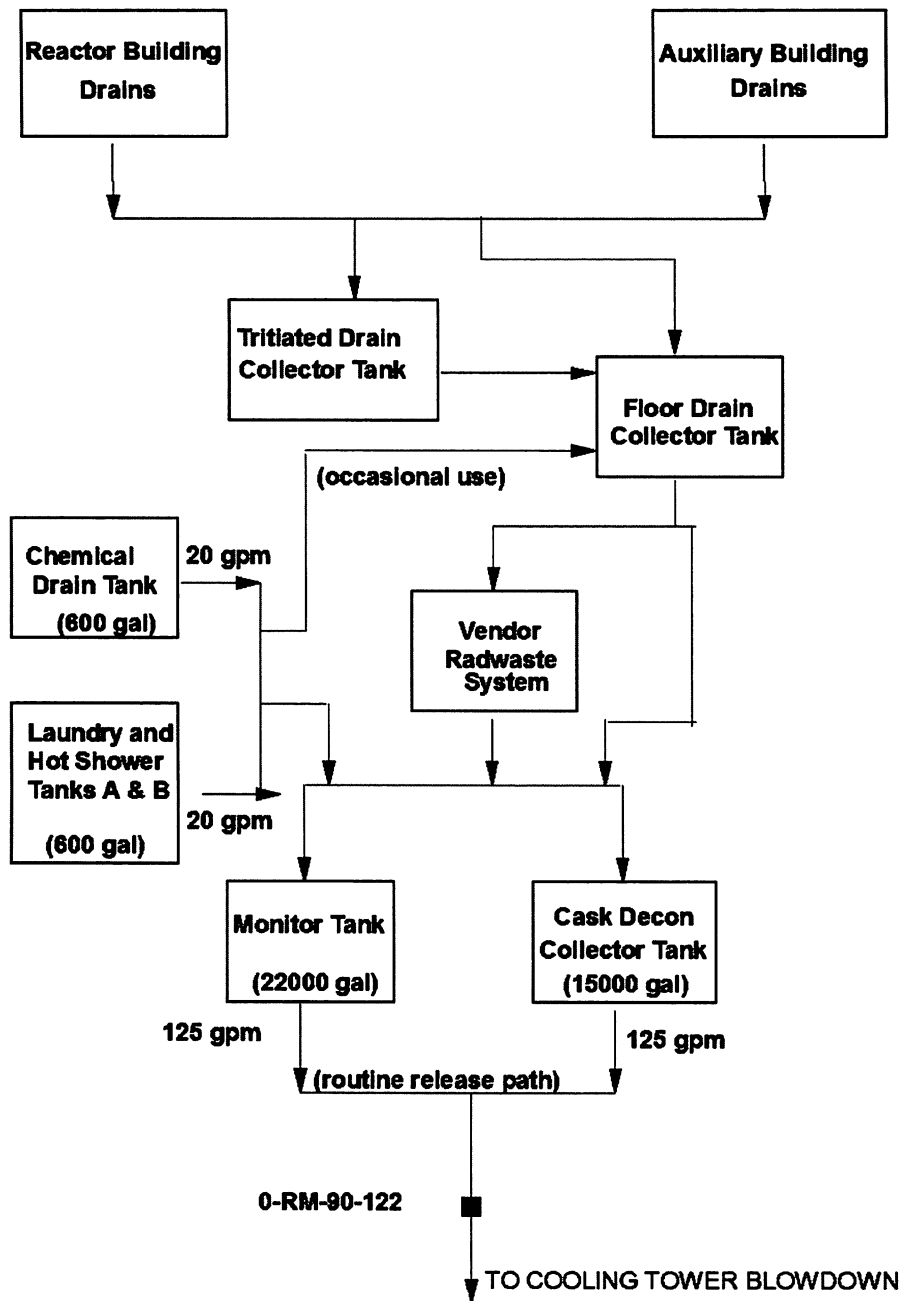 Reactor Building
Drains
Auxiliary Building
Drains
Tritiated Drain
Collector Tank
Floor Drain
Collector Tank
(occasional use)
Chemical
Drain Tank
(600 gal)
20 gpm
Vendor
Radwaste
System
Laundry and
Hot Shower
Tanks A & B
(600 gal)
20 gpm
Monitor Tank
(22000 gal)
Cask Decon
Collector Tank
(15000 gal)
125 gpm
125 gpm
(routine release path)
0-RM-90-122
TO COOLING TOWER BLOWDOWN